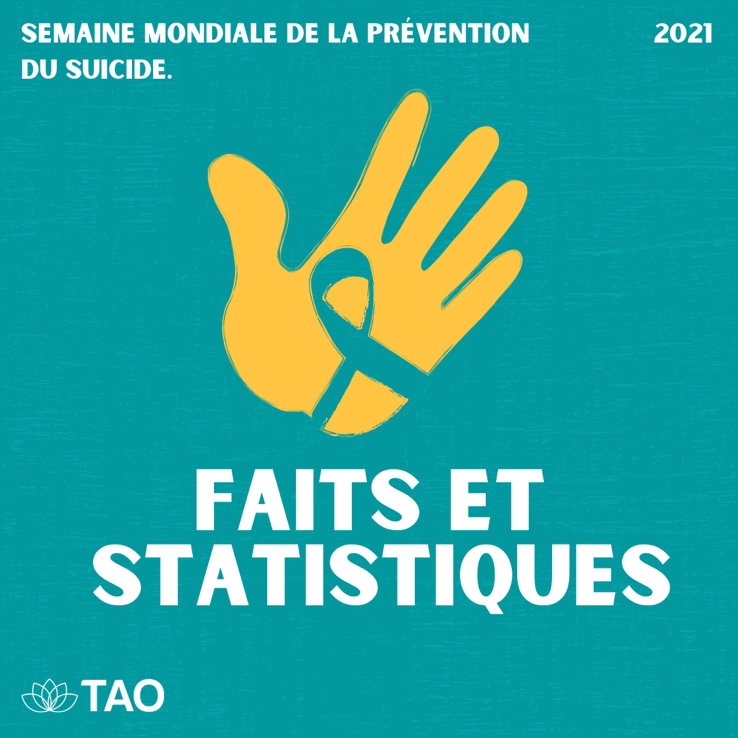 SEMAINE MONDIALE DE LA PRÉVENTION
DU SUICIDE.
2021
FAITS ET
STATISTIQUES
TAO